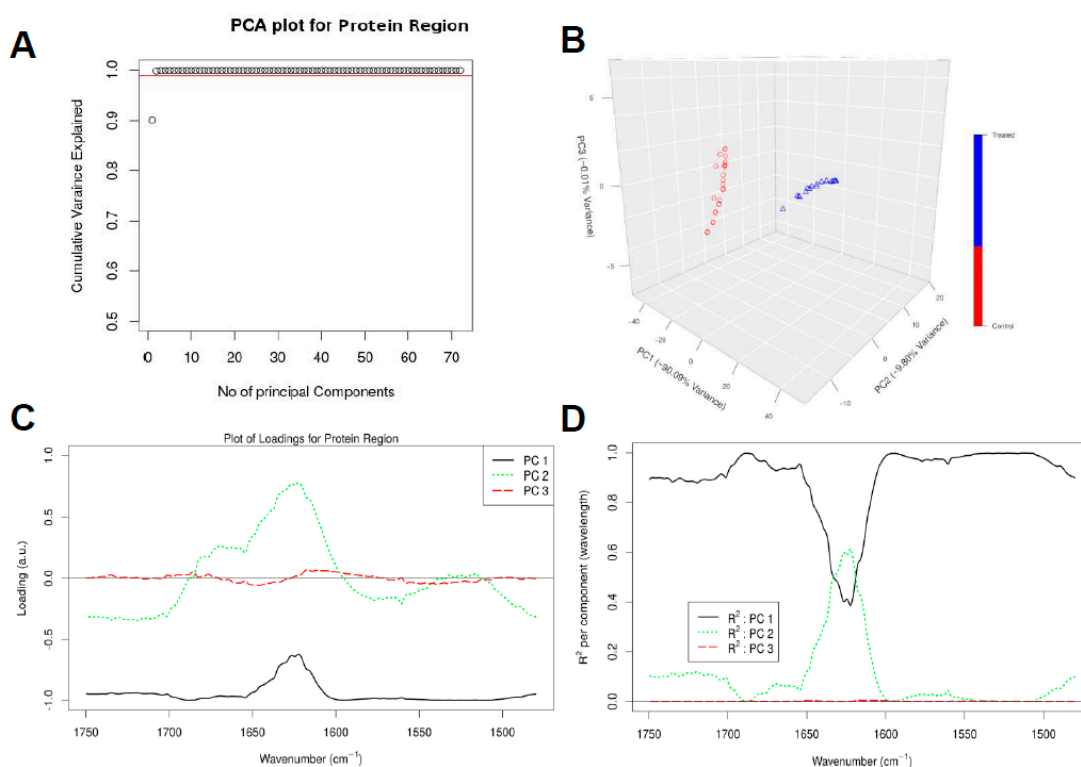 A
PCA plot for Protein Region
Cumulative Varaince Explained
1.0
0.9
0.8
0.7
0.6
0.5
0
10
20
30
40
50
60
70
No of principal Components
B
PC3 (~0.01% Variance)
5
0
-5
-40
-20
0
20
40
PC1 (~90.09% Variance)
-10
0
10
20
PC2 (~9.80% Variance)
Treated
Control
C
Plot of Loadings for Protein Region
Loading (a.u.)
1.0
0.5
0.0
-0.5
-1.0
PC 1
PC 2
PC 3
1750
1700
1650
1600
1550
1500
Wavenumber (cm⁻¹)
D
R² per component (wavelength)
1.0
0.8
0.6
0.4
0.2
0.0
R² : PC 1
R² : PC 2
R² : PC 3
1750
1700
1650
1600
1550
1500
Wavenumber (cm⁻¹)